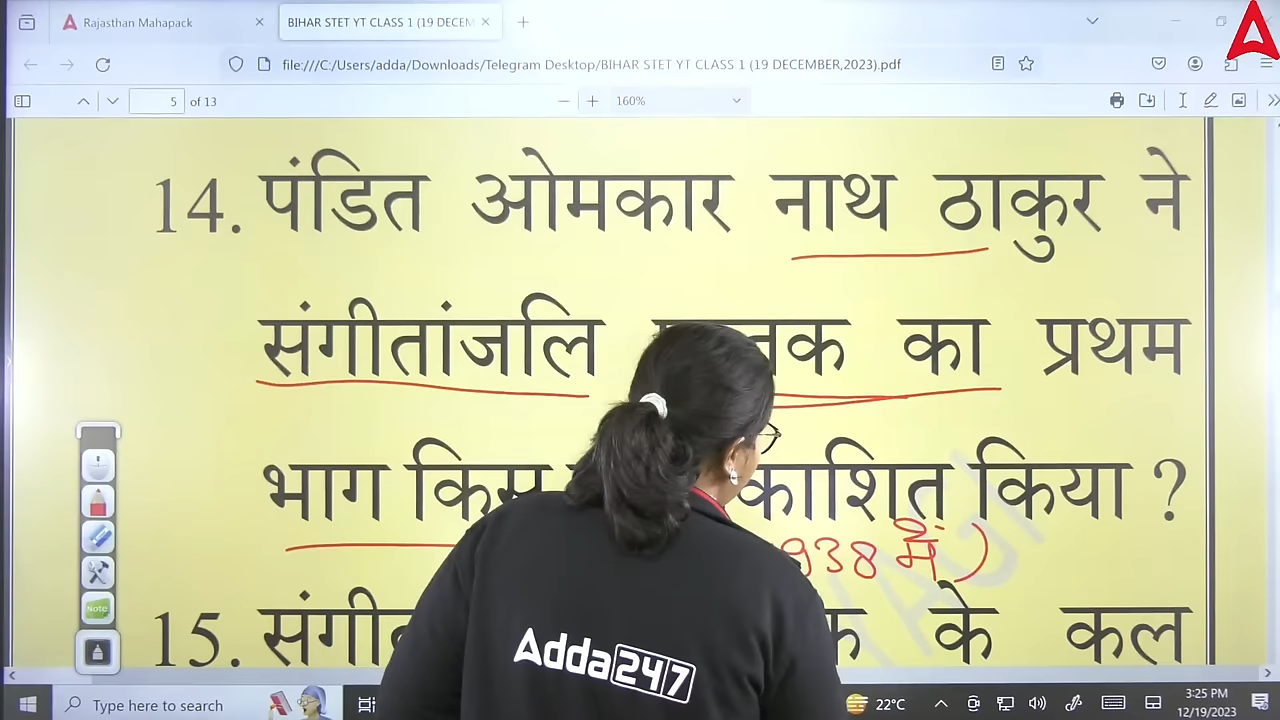 Rajasthan Mahapack
BIHAR STET YT CLASS 1 (19 DECEM
file:///C:/Users/adda/Downloads/Telegram Desktop/BIHAR STET YT CLASS 1 (19 DECEMBER,2023).pdf
5 of 13
160%
14. पंडित ओमकार नाथ ठाकुर ने
संगीतांजलि का प्रथम
भाग किया ?
938 में)
15. के कल
Note
Adda247
Type here to search
22°C
3:25 PM
12/19/2023